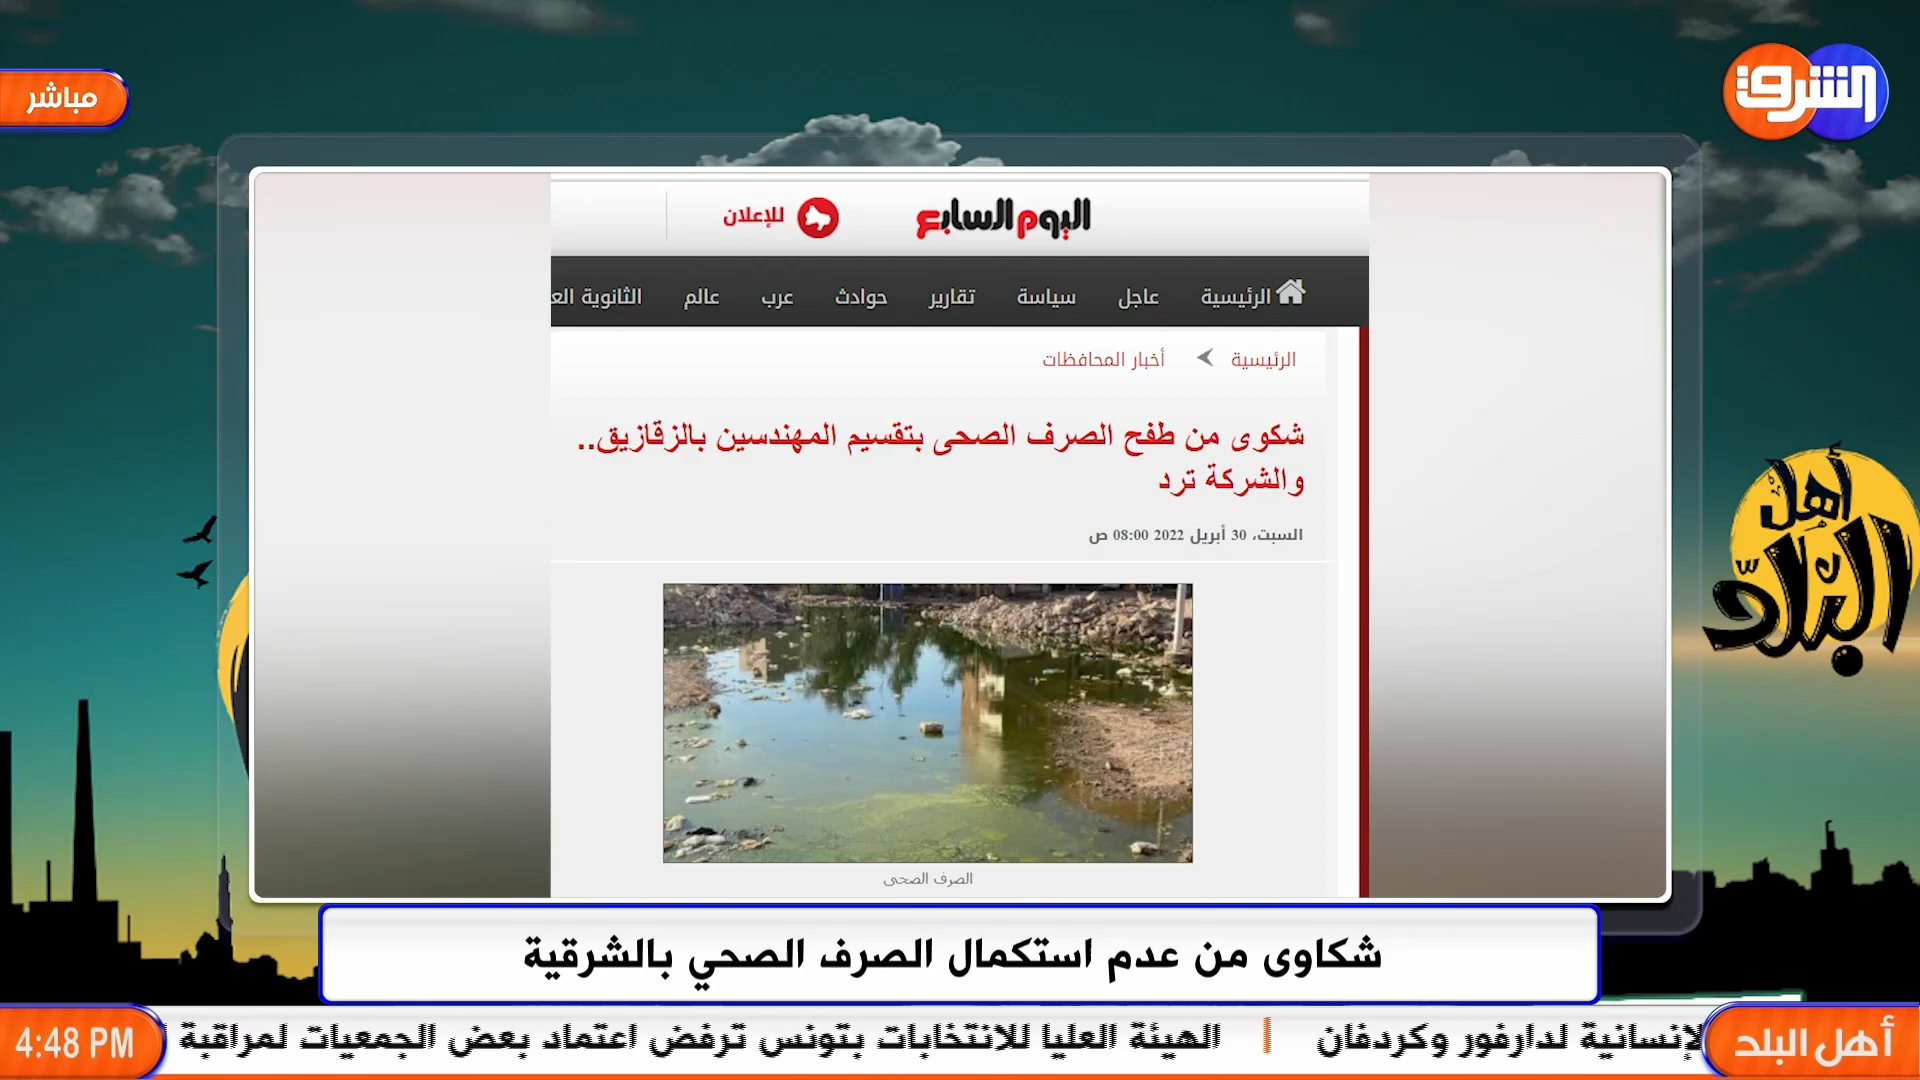 مباشر
الشرق
اليوم السابع
للإعلان
الرئيسية
عاجل
سياسة
تقارير
حوادث
عرب
عالم
الثانوية الع
الرئيسية
أخبار المحافظات
شكوى من طفح الصرف الصحى بتقسيم المهندسين بالزقازيق..
والشركة ترد
السبت، 30 أبريل 2022 08:00 ص
الصرف الصحى
أهل
البلد
شكاوى من عدم استكمال الصرف الصحي بالشرقية
أهل البلد
لإنسانية لدارفور وكردفان | الهيئة العليا للانتخابات بتونس ترفض اعتماد بعض الجمعيات لمراقبة
4:48 PM